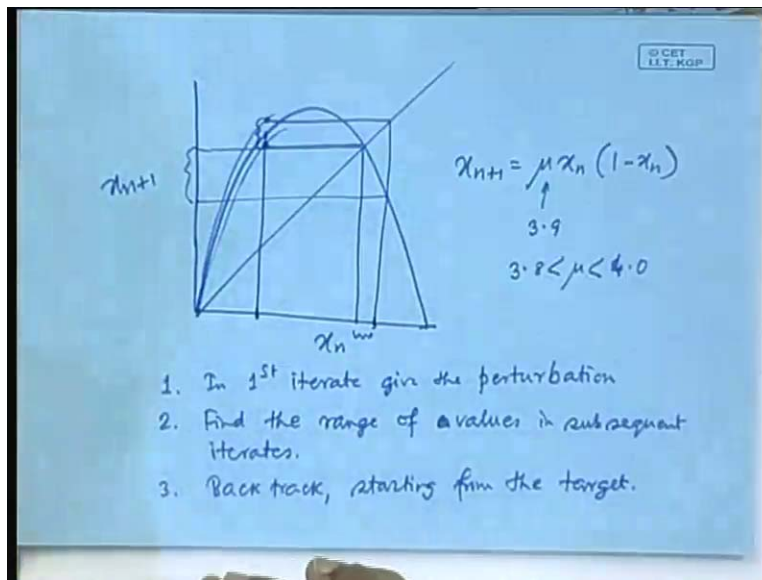 © CET
I.I.T. KGP
xn+1
xn+1 = μ xn (1-xn)
↑
3.9
3.8 < μ < 4.0
xn
1. In 1st iterate give the perturbation
2. Find the range of values in subsequent
iterates.
3. Back track, starting from the target.